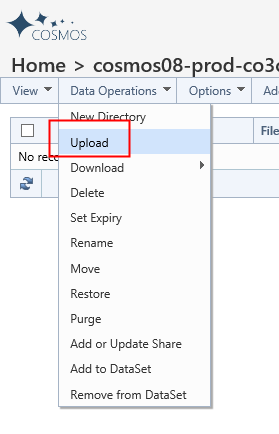 COSMOS
Home > cosmos08-prod-co3c
View Data Operations Options Ad
New Directory
File
Upload
No reco
Download
Delete
Set Expiry
Rename
Move
Restore
Purge
Add or Update Share
Add to DataSet
Remove from DataSet